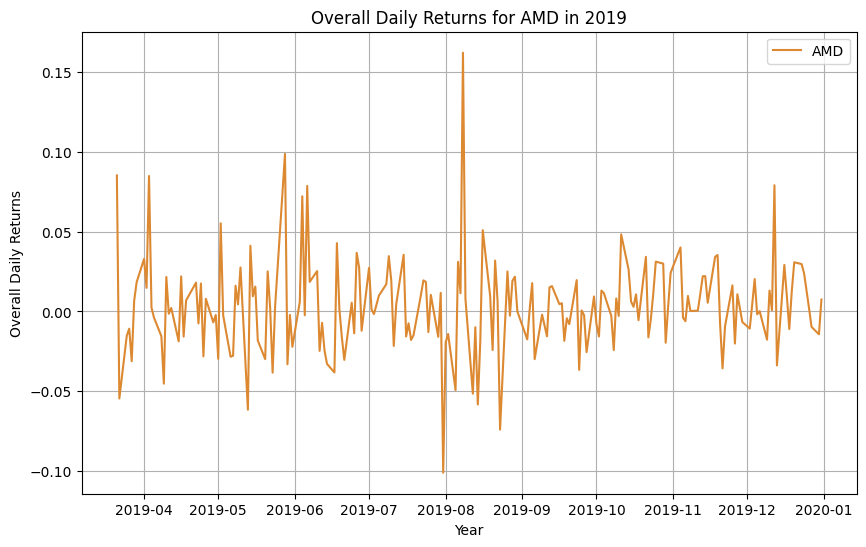 Overall Daily Returns for AMD in 2019
AMD
Overall Daily Returns
0.15
0.10
0.05
0.00
−0.05
−0.10
2019-04 2019-05 2019-06 2019-07 2019-08 2019-09 2019-10 2019-11 2019-12 2020-01
Year